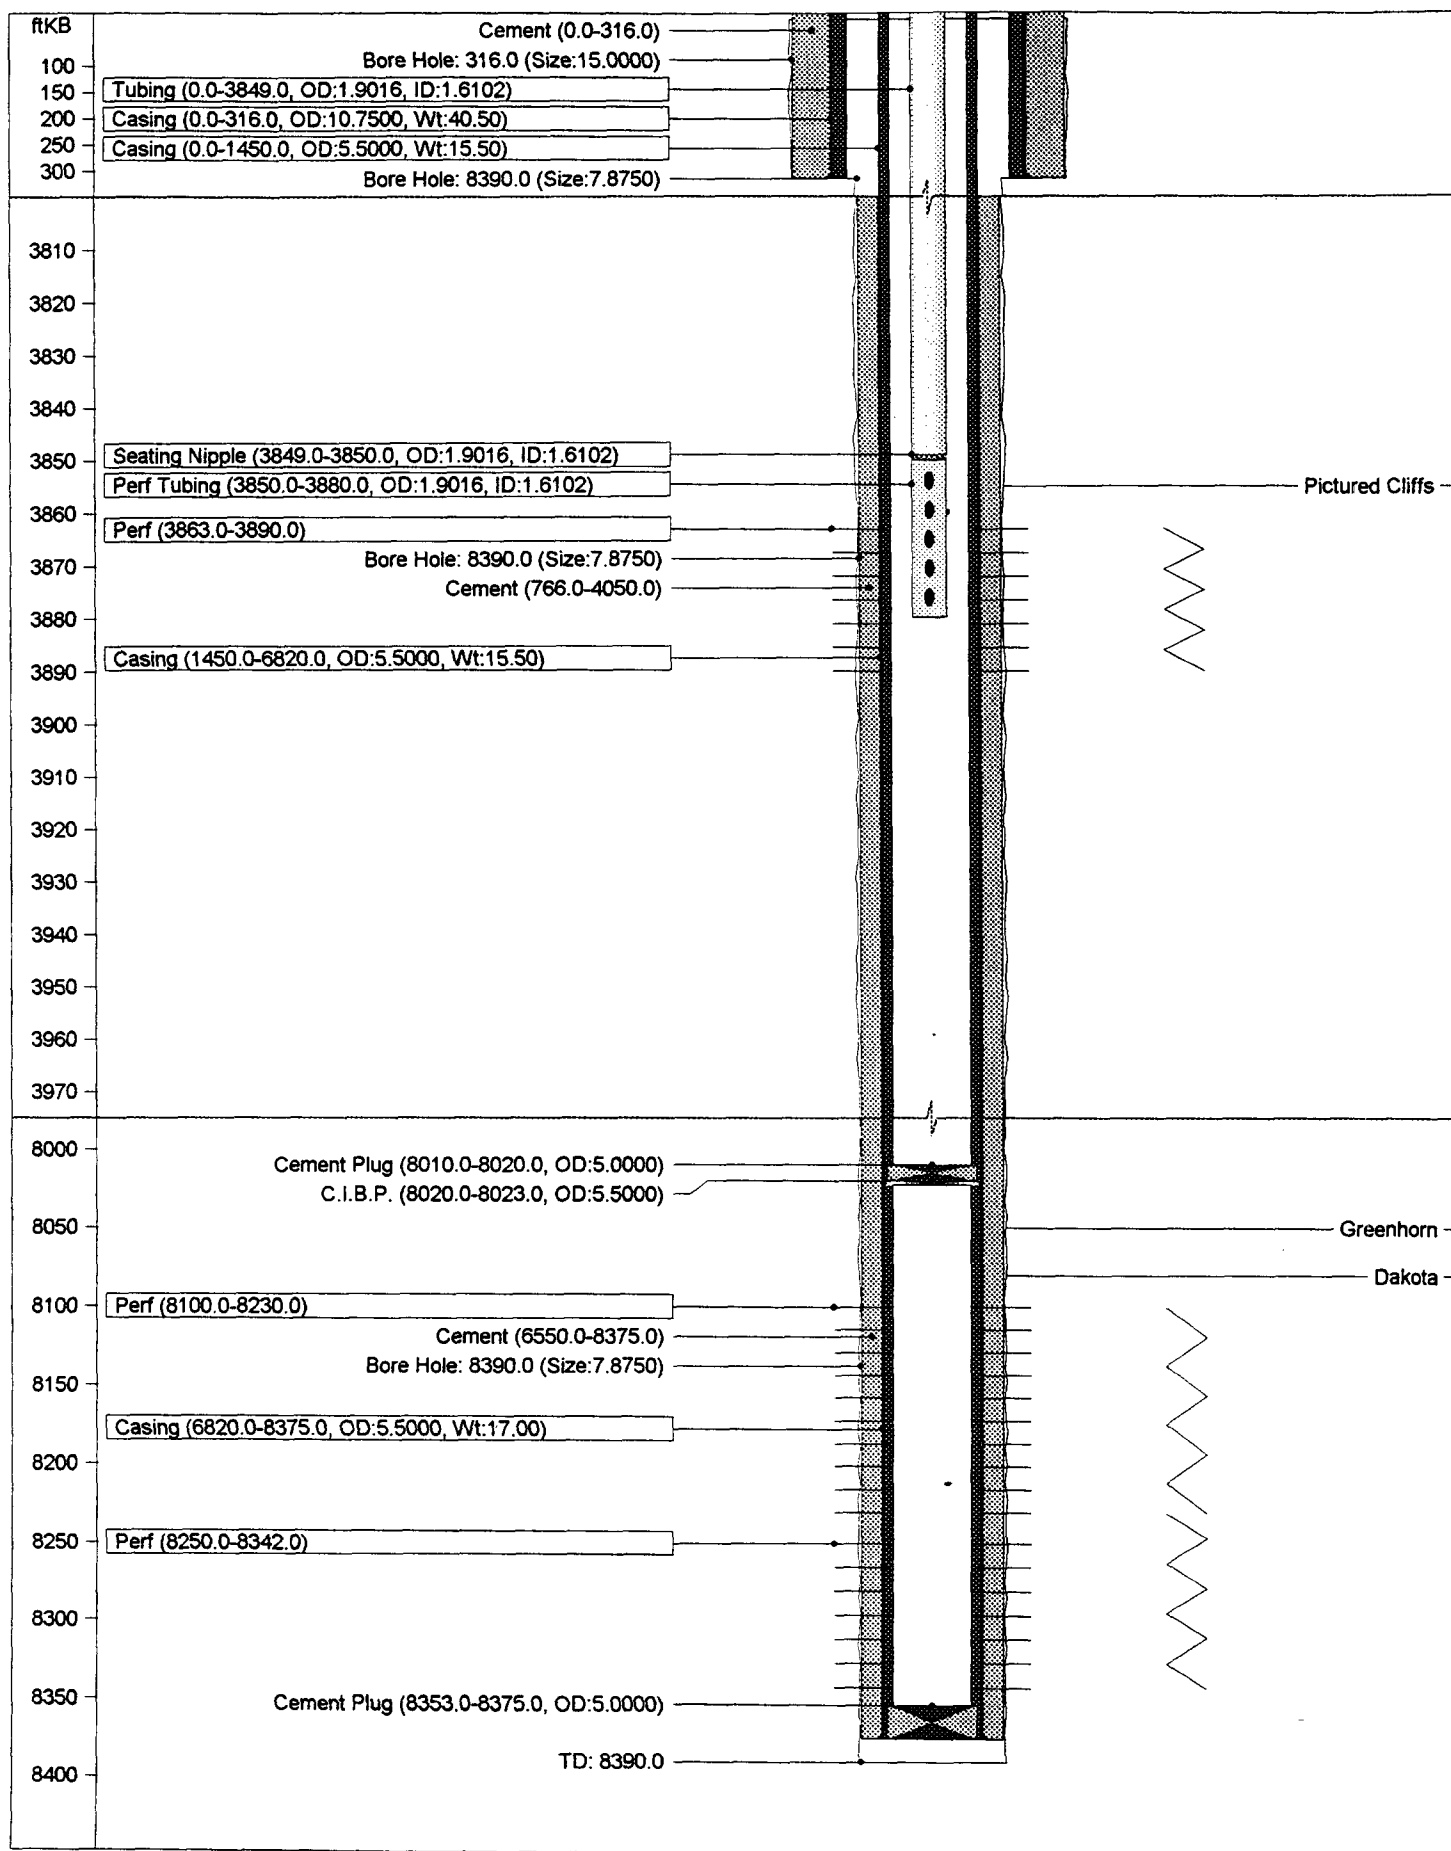 ftKB
Cement (0.0-316.0)
Bore Hole: 316.0 (Size:15.0000)
100
Tubing (0.0-3849.0, OD:1.9016, ID:1.6102)
150
Casing (0.0-316.0, OD:10.7500, Wt:40.50)
200
Casing (0.0-1450.0, OD:5.5000, Wt:15.50)
250
300
Bore Hole: 8390.0 (Size:7.8750)
3810
3820
3830
3840
Seating Nipple (3849.0-3850.0, OD:1.9016, ID:1.6102)
3850
Perf Tubing (3850.0-3880.0, OD:1.9016, ID:1.6102)
Pictured Cliffs
3860
Perf (3863.0-3890.0)
Bore Hole: 8390.0 (Size:7.8750)
3870
Cement (766.0-4050.0)
3880
Casing (1450.0-6820.0, OD:5.5000, Wt:15.50)
3890
3900
3910
3920
3930
3940
3950
3960
3970
8000
Cement Plug (8010.0-8020.0, OD:5.0000)
C.I.B.P. (8020.0-8023.0, OD:5.5000)
8050
Greenhorn
Dakota
8100
Perf (8100.0-8230.0)
Cement (6550.0-8375.0)
Bore Hole: 8390.0 (Size:7.8750)
8150
Casing (6820.0-8375.0, OD:5.5000, Wt:17.00)
8200
8250
Perf (8250.0-8342.0)
8300
8350
Cement Plug (8353.0-8375.0, OD:5.0000)
TD: 8390.0
8400